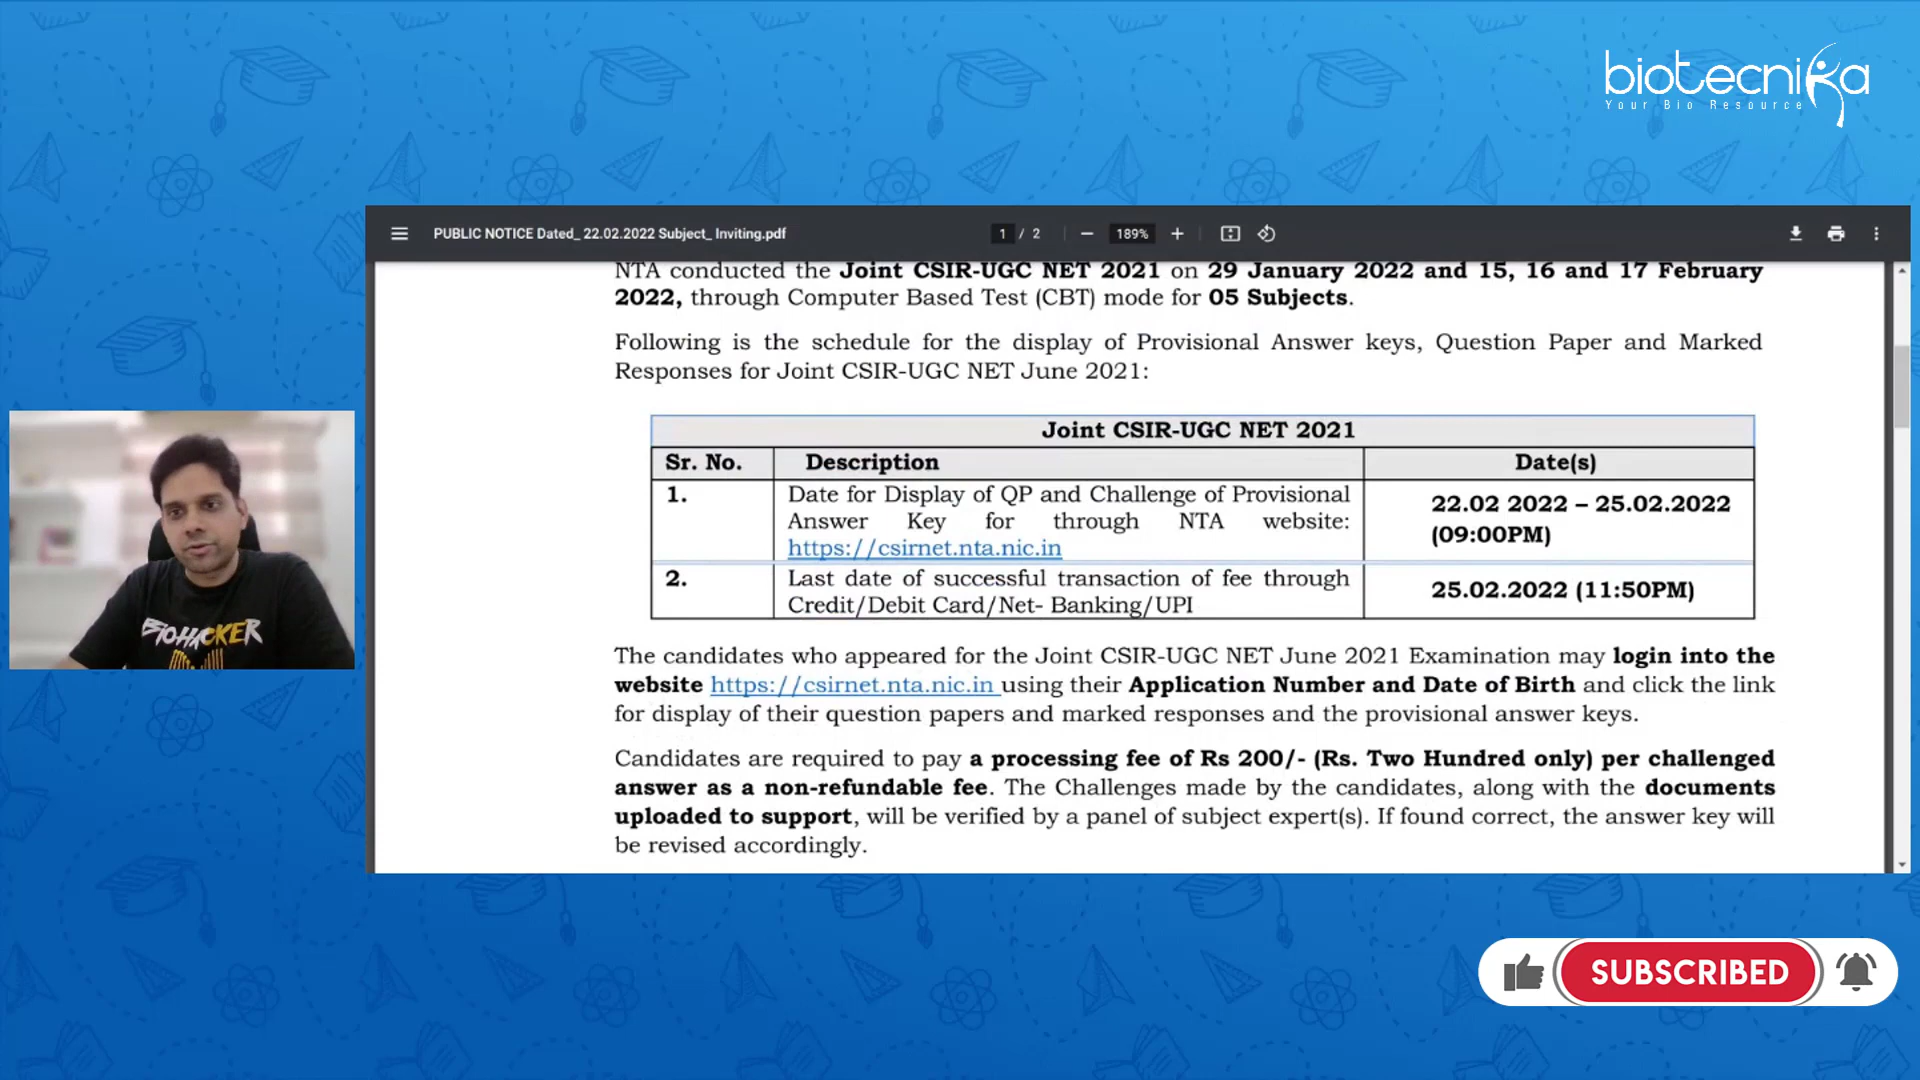 biotecnika
Your Bio Resource
PUBLIC NOTICE Dated_ 22.02.2022 Subject_ Inviting.pdf
1 / 2
189%
NTA conducted the Joint CSIR-UGC NET 2021 on 29 January 2022 and 15, 16 and 17 February
2022, through Computer Based Test (CBT) mode for 05 Subjects.
Following is the schedule for the display of Provisional Answer keys, Question Paper and Marked
Responses for Joint CSIR-UGC NET June 2021:
Joint CSIR-UGC NET 2021
Sr. No. Description Date(s)
1. Date for Display of QP and Challenge of Provisional
Answer Key for through NTA website:
https://csirnet.nta.nic.in
22.02 2022 – 25.02.2022
(09:00PM)
2. Last date of successful transaction of fee through
Credit/Debit Card/Net- Banking/UPI
25.02.2022 (11:50PM)
The candidates who appeared for the Joint CSIR-UGC NET June 2021 Examination may login into the
website https://csirnet.nta.nic.in using their Application Number and Date of Birth and click the link
for display of their question papers and marked responses and the provisional answer keys.
Candidates are required to pay a processing fee of Rs 200/- (Rs. Two Hundred only) per challenged
answer as a non-refundable fee. The Challenges made by the candidates, along with the documents
uploaded to support, will be verified by a panel of subject expert(s). If found correct, the answer key will
be revised accordingly.
BIOHACKER
SUBSCRIBED